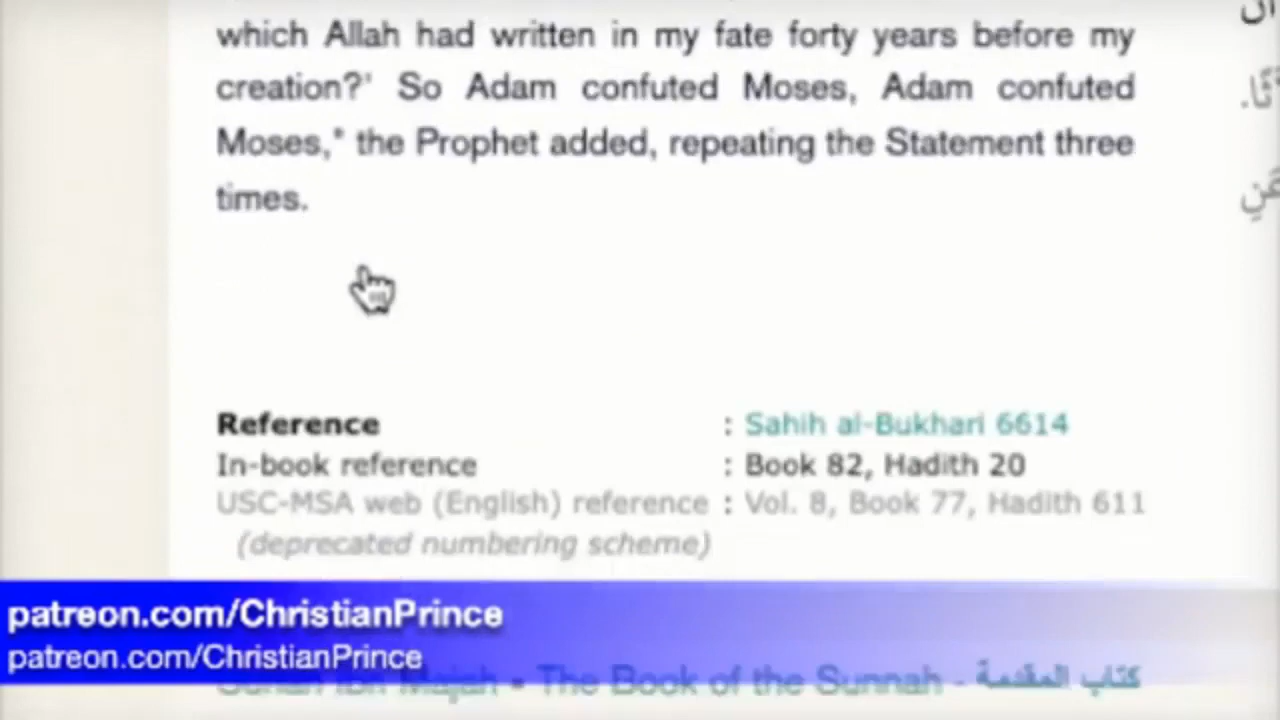 which Allah had written in my fate forty years before my
creation?' So Adam confuted Moses, Adam confuted
Moses," the Prophet added, repeating the Statement three
times.
Reference : Sahih al-Bukhari 6614
In-book reference : Book 82, Hadith 20
USC-MSA web (English) reference : Vol. 8, Book 77, Hadith 611
(deprecated numbering scheme)
patreon.com/ChristianPrince
patreon.com/ChristianPrince
Sunan Ibn Majah - The Book of the Sunnah - كتاب المقدمة